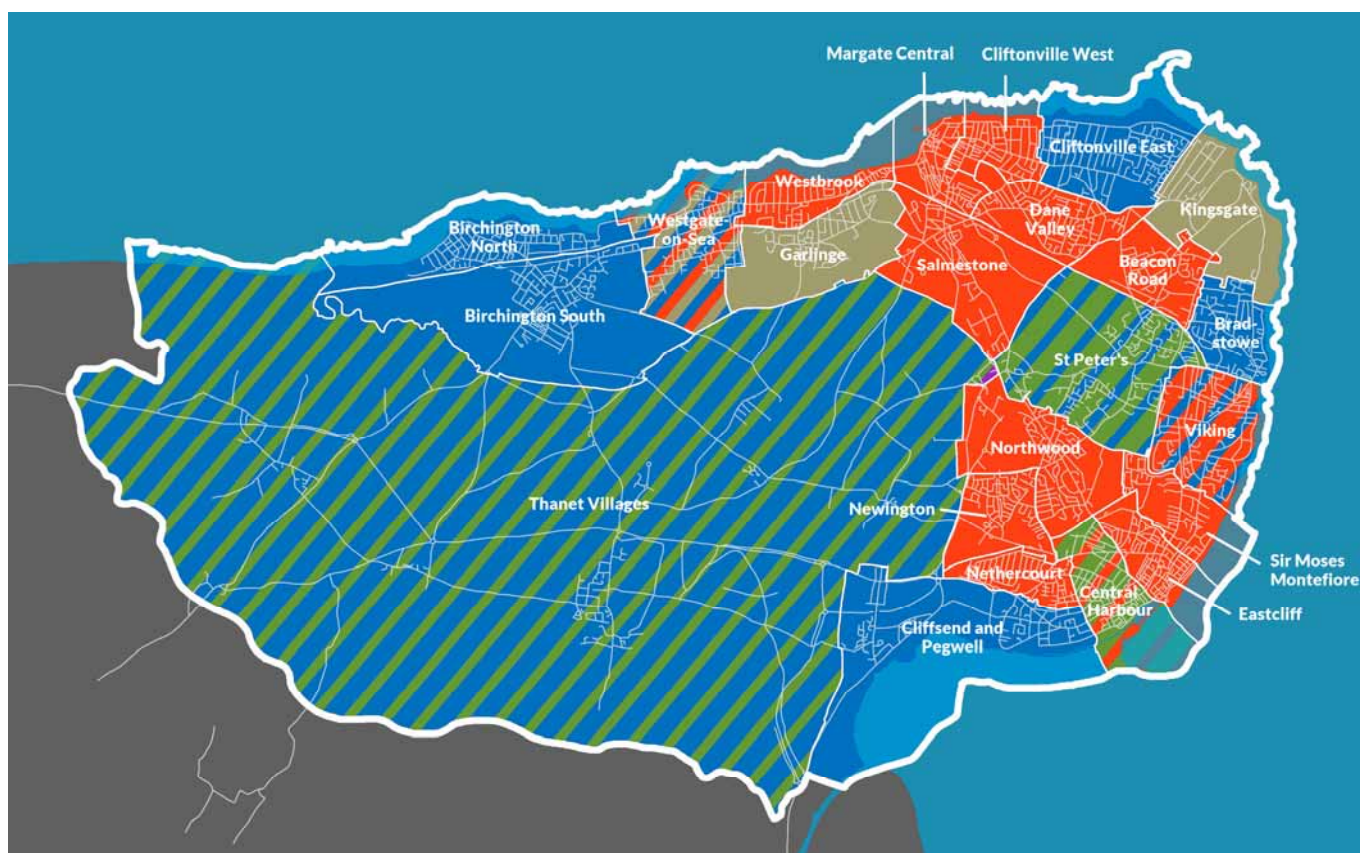 Margate Central
Cliftonville West
Cliftonville East
Westbrook
Birchington
North
Westgate-
on-Sea
Kingsgate
Dane
Valley
Garlinge
Salmestone
Beacon
Road
Birchington South
Brad-
stowe
St Peter's
Viking
Northwood
Thanet Villages
Newington
Nethercourt
Central
Harbour
Sir Moses
Montefiore
Eastcliff
Cliffsend and
Pegwell